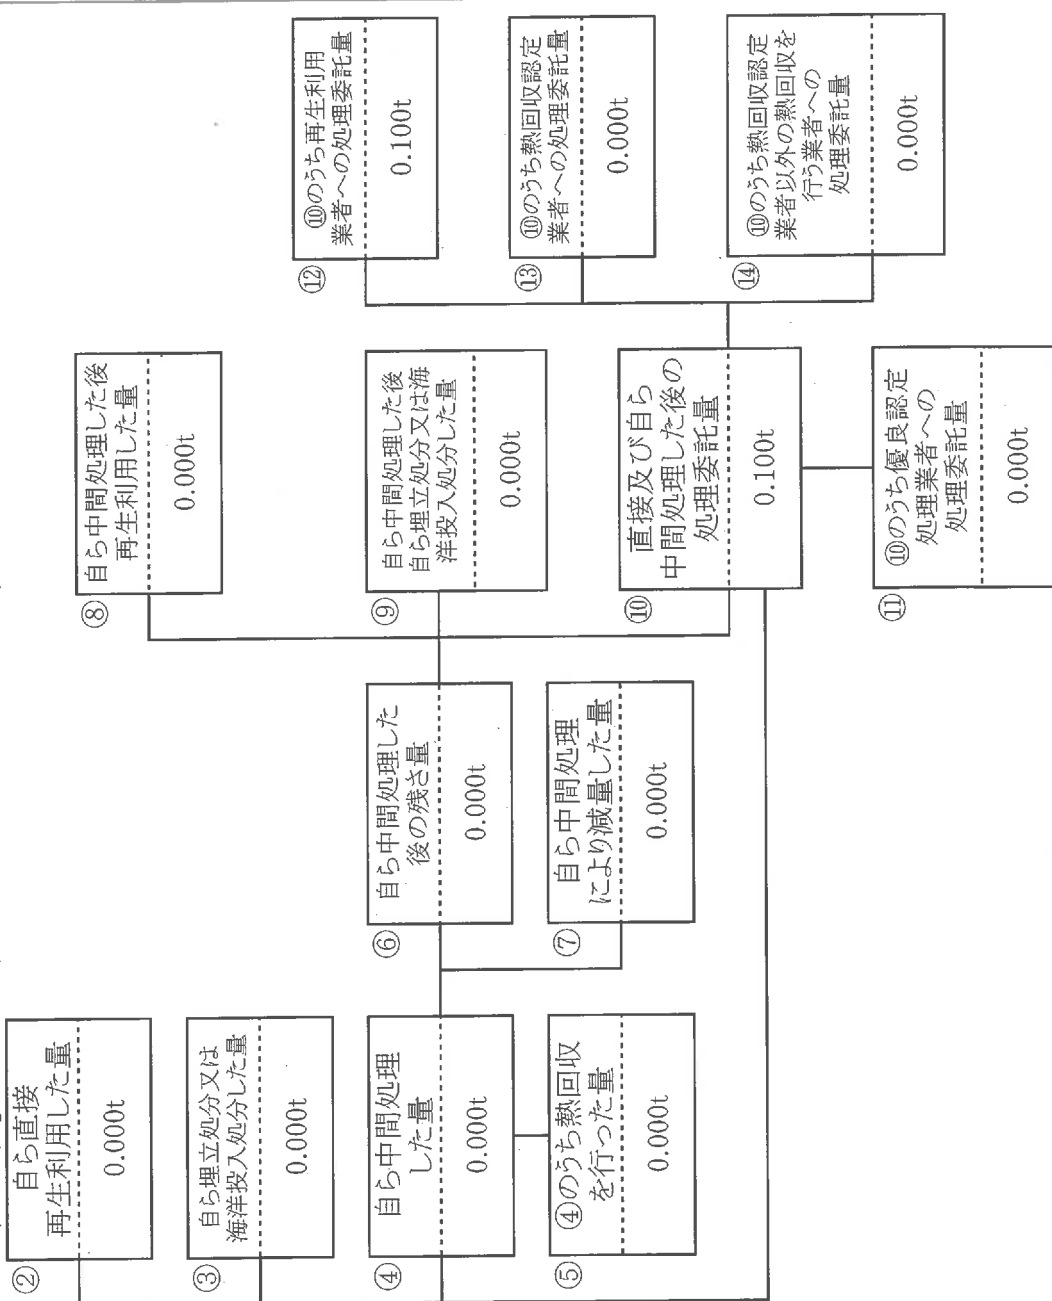 ②
自ら直接
再生利用した量
0.000t
③
自ら埋立処分又は
海洋投入処分した量
0.000t
④
自ら中間処理
した量
0.000t
⑤
④のうち熱回収
を行った量
0.000t
⑥
自ら中間処理した
後の残さ量
0.000t
⑦
自ら中間処理
により減量した量
0.000t
⑧
自ら中間処理した後
再生利用した量
0.000t
⑨
自ら中間処理した後
自ら埋立処分又は海
洋投入処分した量
0.000t
⑩
直接及び自ら
中間処理した後の
処理委託量
0.100t
⑪
⑩のうち優良認定
処理業者への
処理委託量
0.000t
⑫
⑩のうち再生利用
業者への処理委託量
0.100t
⑬
⑩のうち熱回収認定
業者への処理委託量
0.000t
⑭
⑩のうち熱回収認定
業者以外の熱回収を
行う業者への
処理委託量
0.000t